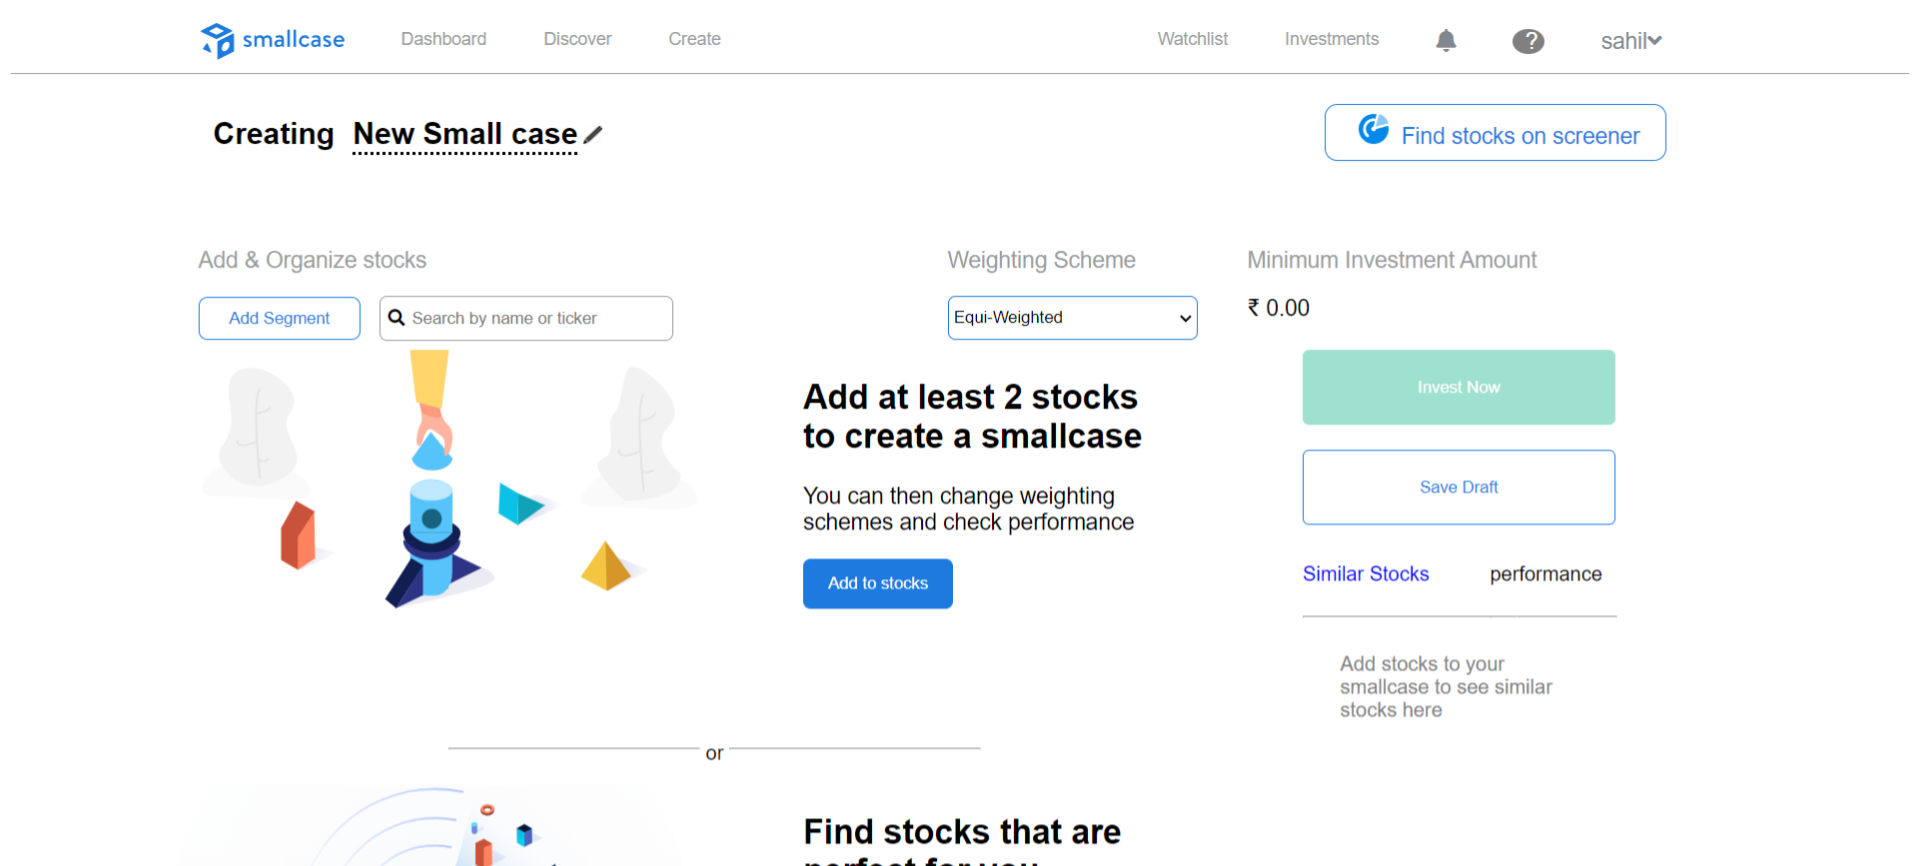 smallcase
Dashboard
Discover
Create
Watchlist
Investments
?
sahil
Creating New Small case
Find stocks on screener
Add & Organize stocks
Weighting Scheme
Minimum Investment Amount
Add Segment
Search by name or ticker
Equi-Weighted
₹ 0.00
Add at least 2 stocks
to create a smallcase
You can then change weighting
schemes and check performance
Add to stocks
Invest Now
Save Draft
Similar Stocks
performance
Add stocks to your
smallcase to see similar
stocks here
or
Find stocks that are
perfect for you